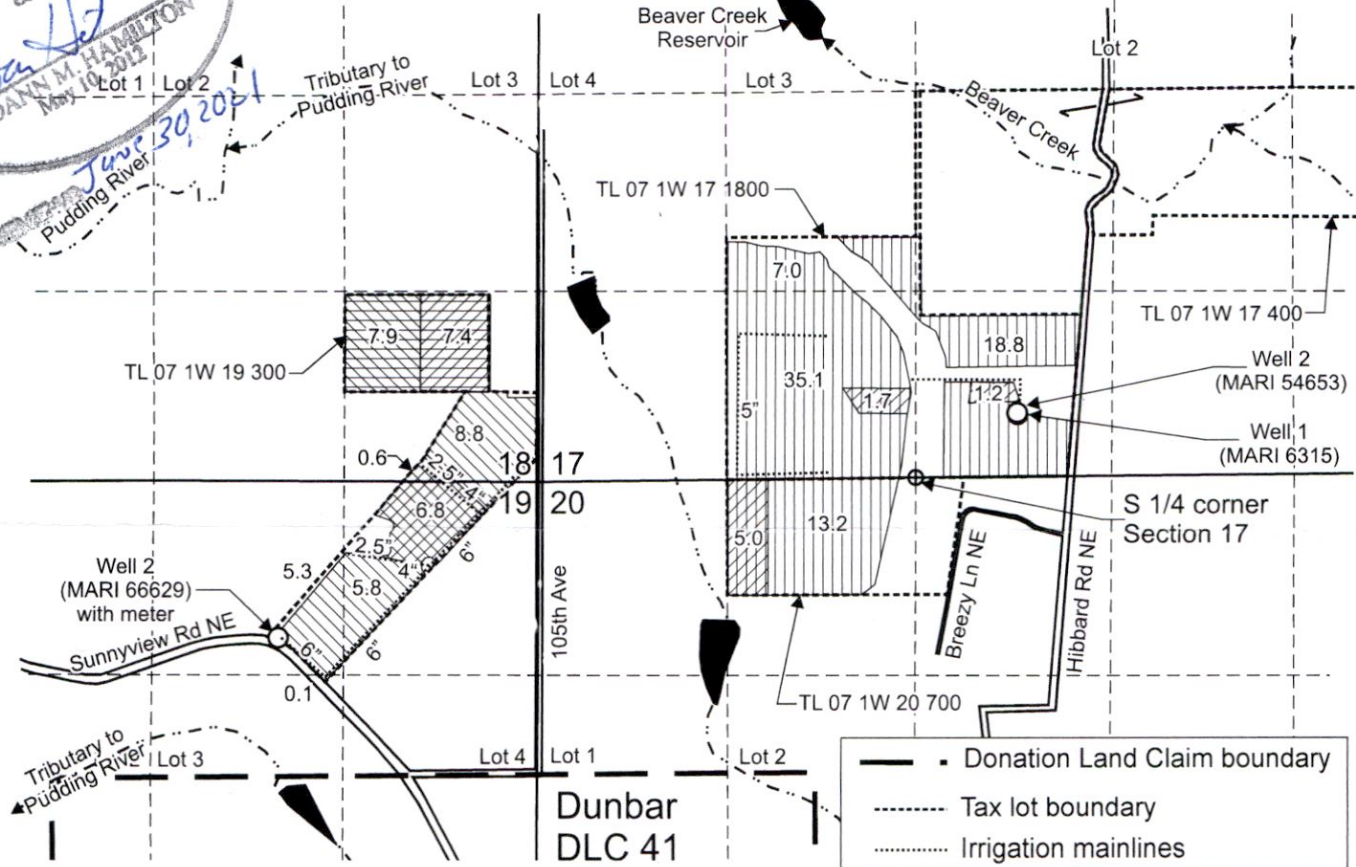 JOANN M. HAMILTON
May 10, 2012
June 30, 2021
Pudding River
Lot 1
Lot 2
Tributary to
Pudding River
Lot 3
Lot 4
Beaver Creek
Reservoir
Lot 3
Lot 2
Beaver Creek
TL 07 1W 17 1800
7.0
TL 07 1W 17 400
7.9
7.4
TL 07 1W 19 300
18.8
35.1
5"
1.7
1.2
Well 2
(MARI 54653)
Well 1
(MARI 6315)
8.8
0.6
2.5"
4"
18
17
19
20
6.8
S 1/4 corner
Section 17
5.0
13.2
2.5"
4"
6"
5.3
5.8
Well 2
(MARI 66629)
with meter
Sunnyview Rd NE
6"
6"
0.1
105th Ave
Breezy Ln NE
Hibbard Rd NE
TL 07 1W 20 700
Tributary to
Pudding River
Lot 3
Lot 4
Lot 1
Lot 2
Dunbar
DLC 41
Donation Land Claim boundary
Tax lot boundary
Irrigation mainlines